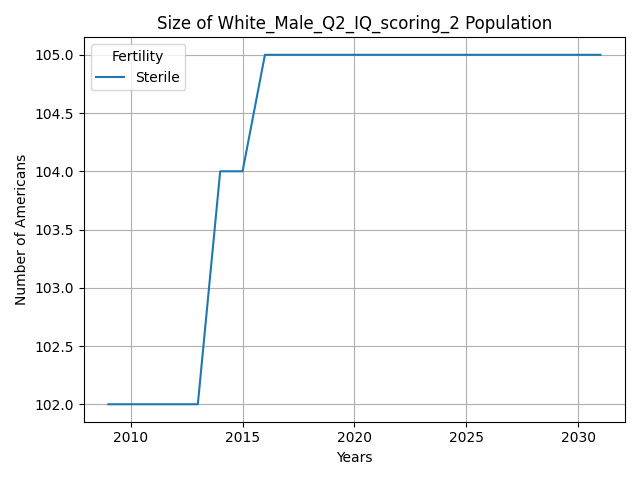 Size of White_Male_Q2_IQ_scoring_2 Population
Fertility
Sterile
Number of Americans
105.0
104.5
104.0
103.5
103.0
102.5
102.0
2010
2015
2020
2025
2030
Years